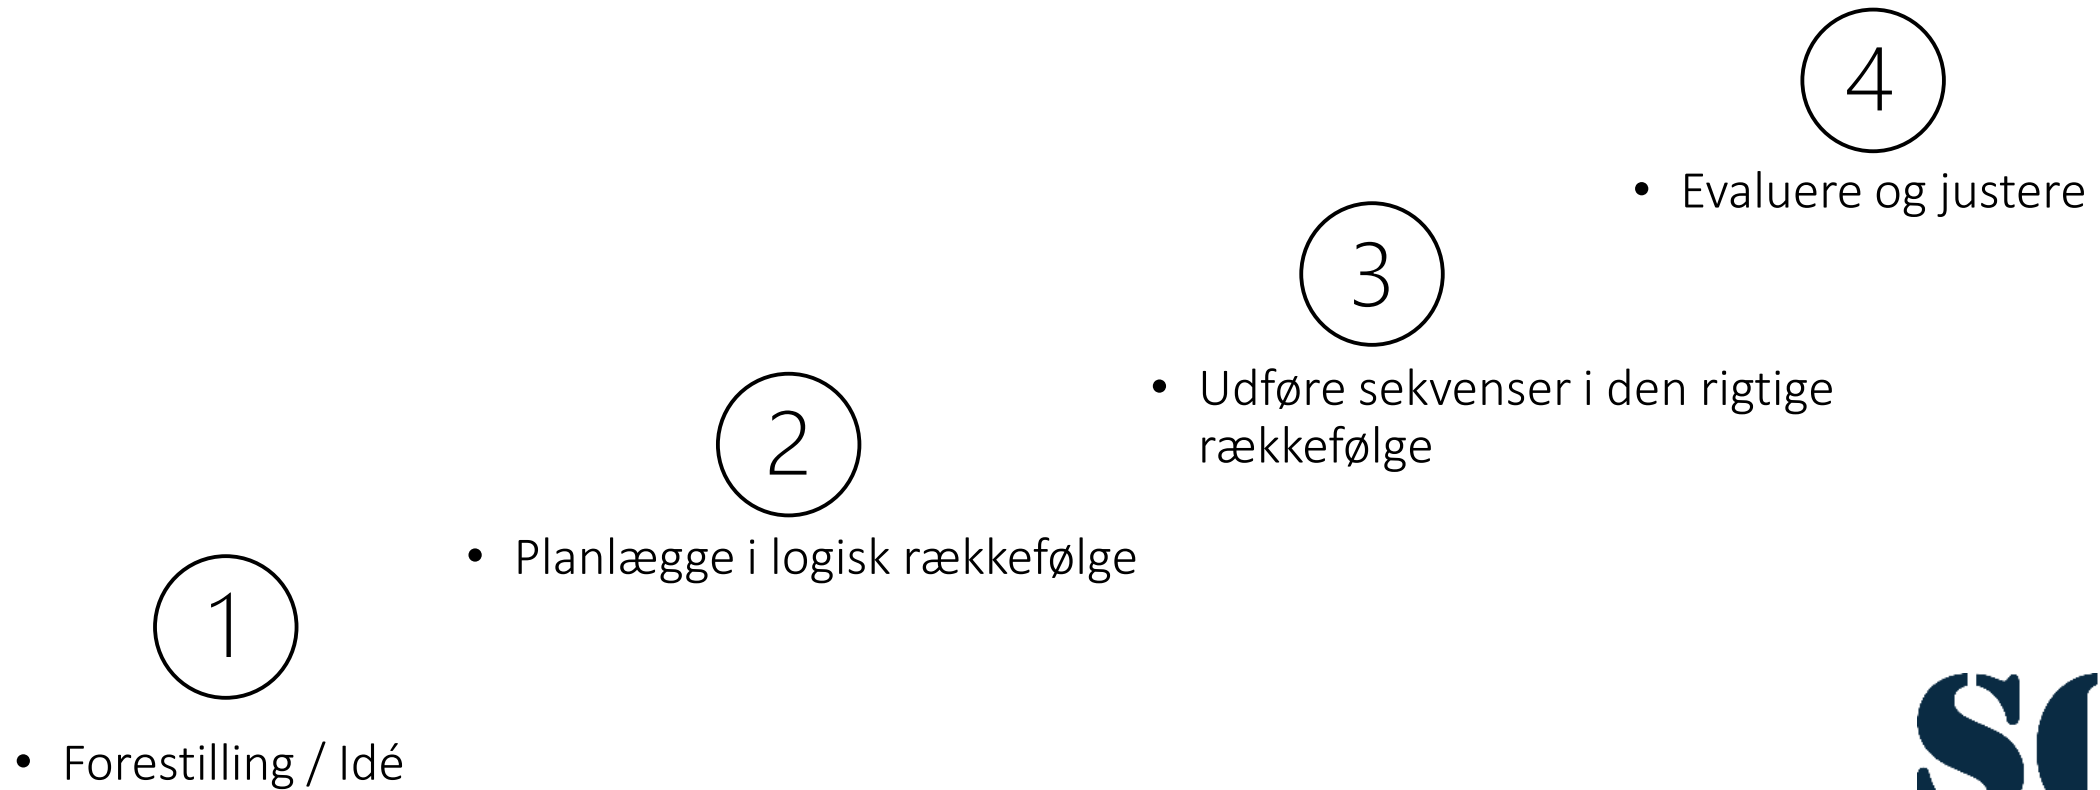 4
• Evaluere og justere
3
• Udføre sekvenser i den rigtige
rækkefølge
2
• Planlægge i logisk rækkefølge
1
• Forestilling / Idé